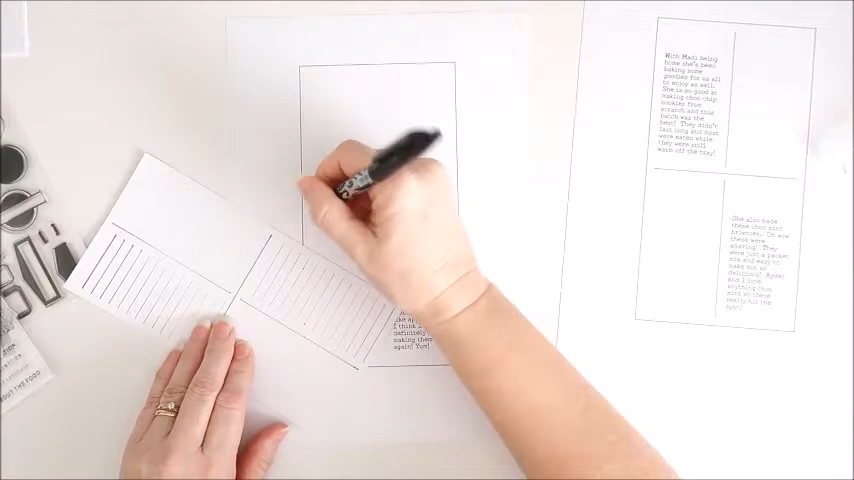 With Madi being
home she's been
baking some
goodies for us all
to enjoy as well.
She is so good at
making choc chip
cookies from
scratch and this
batch was the
best! They didn't
last long and most
were eaten while
they were still
warm off the tray!
She also made
these choc mint
brownies. Oh wow
these were
amazing! They
were just a packet
mix and easy to
make but so
delicious! Ayden
and I love
anything choc
mint so these
really hit the
spot!
I think
definitely
making them
again! Yum!
BOUT THE FOOD